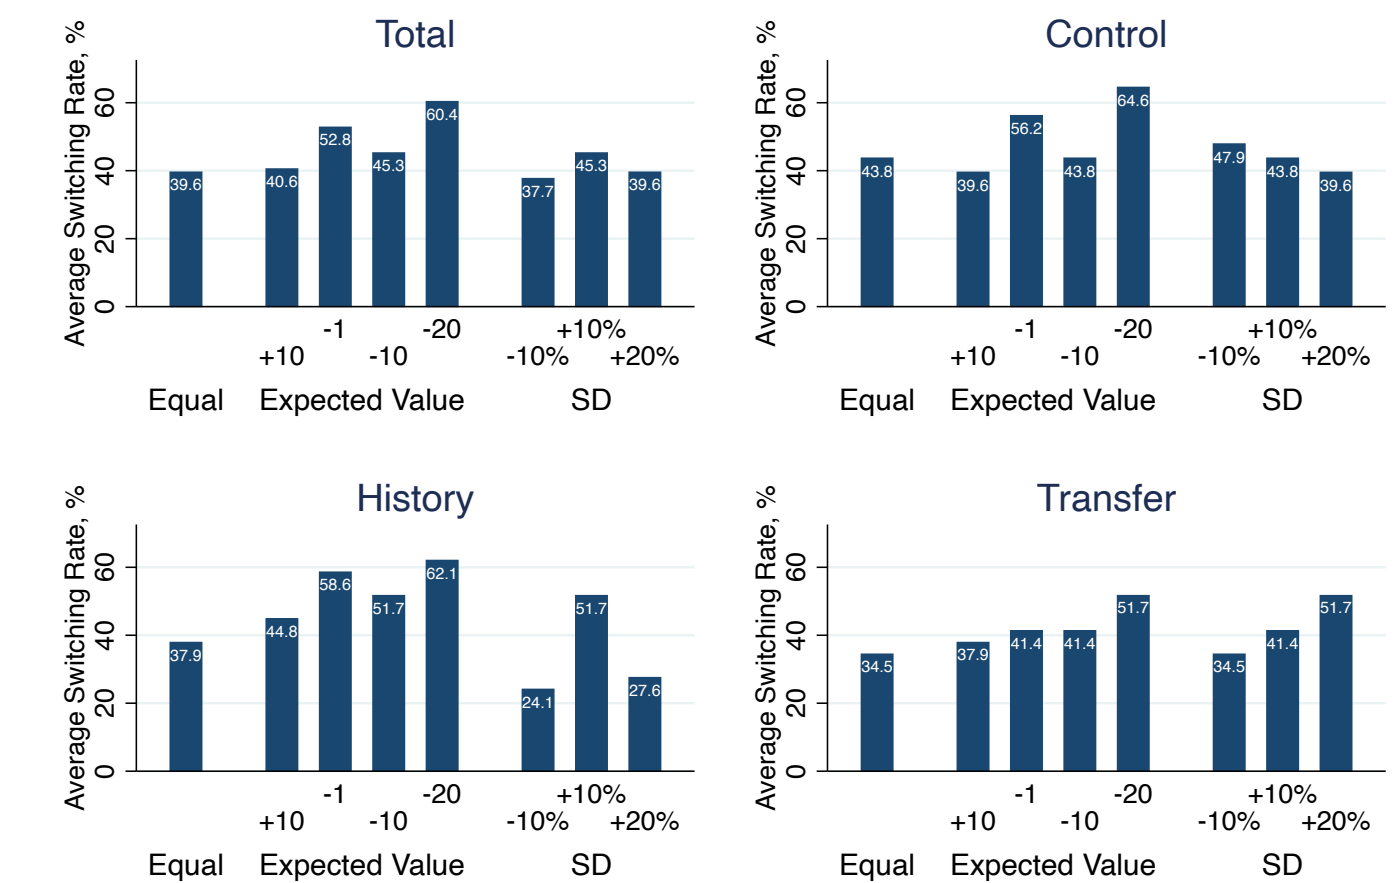 Total
Average Switching Rate, %
60
40
20
0
39.6
40.6
52.8
45.3
60.4
37.7
45.3
39.6
-1 -20 +10%
+10 -10 -10% +20%
Equal Expected Value SD
Control
Average Switching Rate, %
60
40
20
0
43.8
39.6
56.2
43.8
64.6
47.9
43.8
39.6
-1 -20 +10%
+10 -10 -10% +20%
Equal Expected Value SD
History
Average Switching Rate, %
60
40
20
0
37.9
44.8
58.6
51.7
62.1
24.1
51.7
27.6
-1 -20 +10%
+10 -10 -10% +20%
Equal Expected Value SD
Transfer
Average Switching Rate, %
60
40
20
0
34.5
37.9
41.4
41.4
51.7
34.5
41.4
51.7
-1 -20 +10%
+10 -10 -10% +20%
Equal Expected Value SD